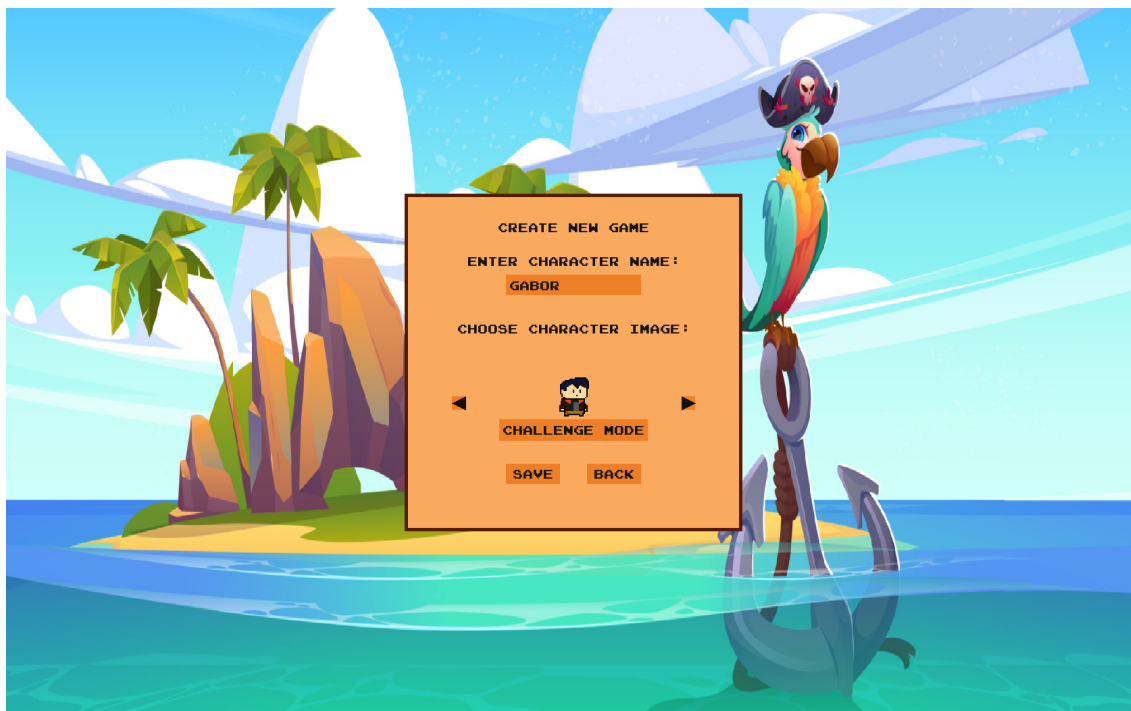 CREATE NEW GAME
ENTER CHARACTER NAME:
GABOR
CHOOSE CHARACTER IMAGE:
CHALLENGE MODE
SAVE BACK